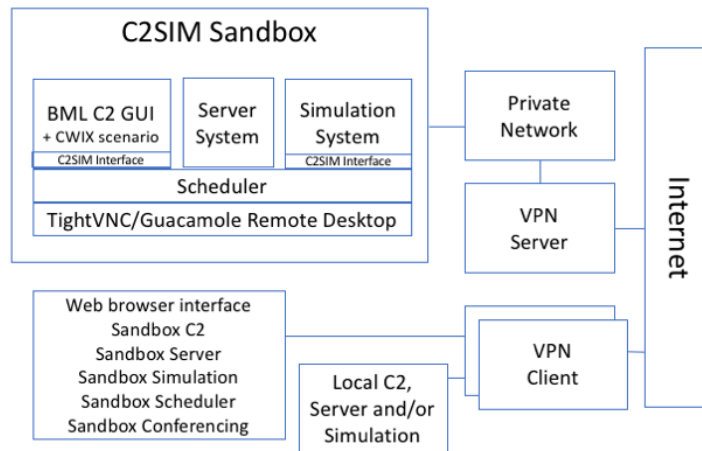 C2SIM Sandbox
BML C2 GUI
+ CWIX scenario
C2SIM Interface
Server
System
Simulation
System
C2SIM Interface
Scheduler
TightVNC/Guacamole Remote Desktop
Private
Network
VPN
Server
Internet
Web browser interface
Sandbox C2
Sandbox Server
Sandbox Simulation
Sandbox Scheduler
Sandbox Conferencing
Local C2,
Server and/or
Simulation
VPN
Client